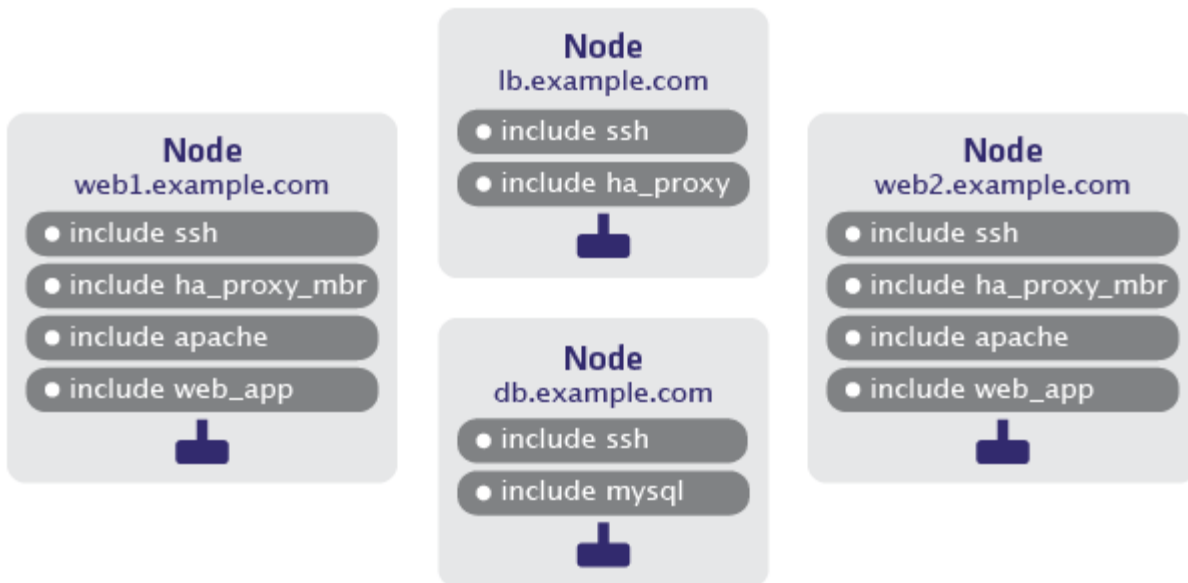 Node
lb.example.com
● include ssh
● include ha_proxy
Node
web1.example.com
● include ssh
● include ha_proxy_mbr
● include apache
● include web_app
Node
db.example.com
● include ssh
● include mysql
Node
web2.example.com
● include ssh
● include ha_proxy_mbr
● include apache
● include web_app